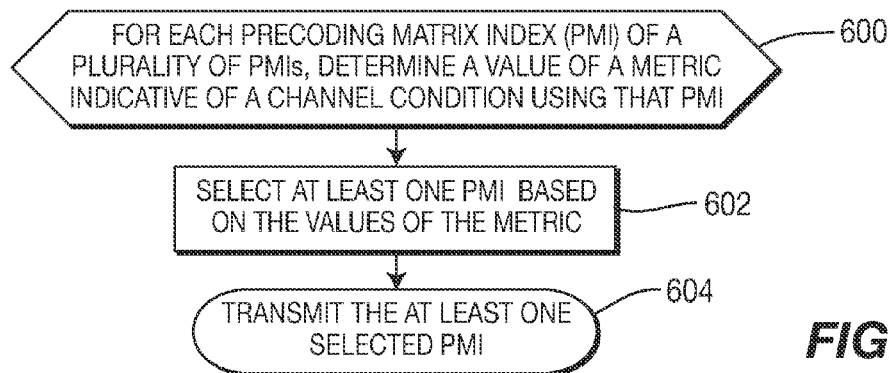 FOR EACH PRECODING MATRIX INDEX (PMI) OF A
PLURALITY OF PMIs, DETERMINE A VALUE OF A METRIC
INDICATIVE OF A CHANNEL CONDITION USING THAT PMI
600
SELECT AT LEAST ONE PMI BASED
ON THE VALUES OF THE METRIC
602
TRANSMIT THE AT LEAST ONE
SELECTED PMI
604
FIG